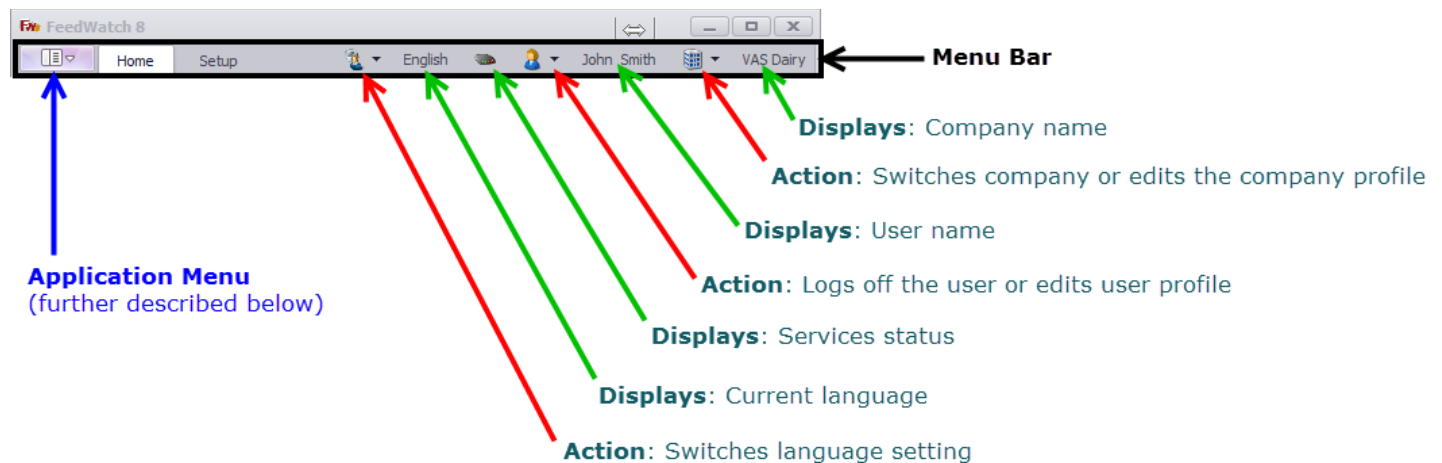 FW FeedWatch 8
Home Setup English John Smith VAS Dairy
Menu Bar
Displays: Company name
Action: Switches company or edits the company profile
Displays: User name
Application Menu
(further described below)
Action: Logs off the user or edits user profile
Displays: Services status
Displays: Current language
Action: Switches language setting